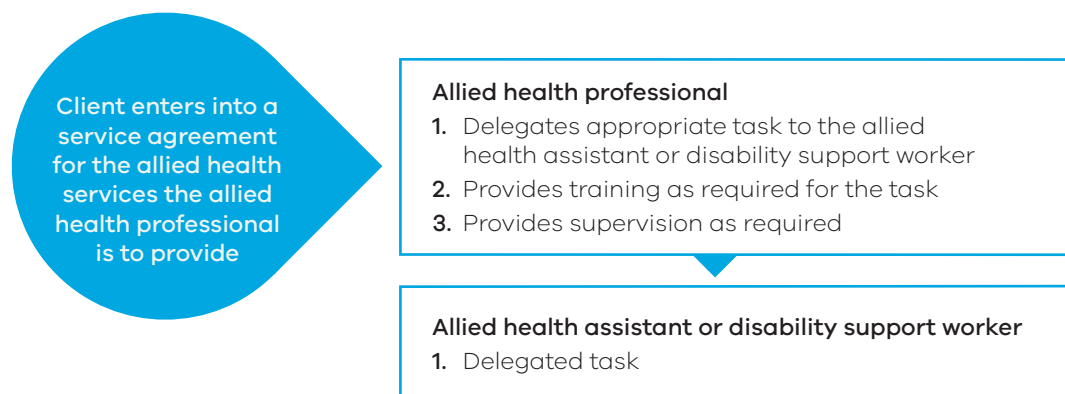 Client enters into a
service agreement
for the allied health
services the allied
health professional
is to provide
Allied health professional
1. Delegates appropriate task to the allied
health assistant or disability support worker
2. Provides training as required for the task
3. Provides supervision as required
Allied health assistant or disability support worker
1. Delegated task